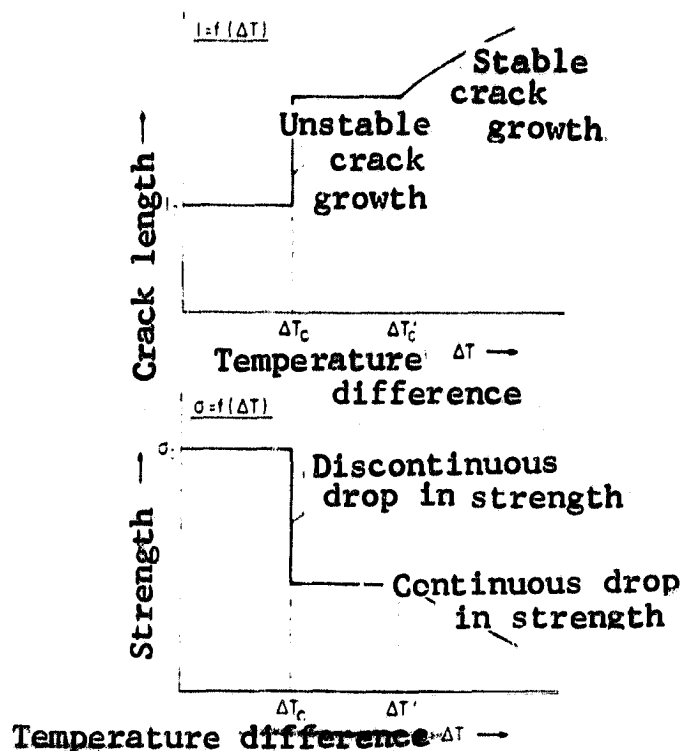 l=f(ΔT)
Stable
crack
growth
Unstable
crack
growth
Crack length →
ΔTc
ΔTc'
Temperature ΔT →
difference
σ=f(ΔT)
σ
Discontinuous
drop in strength
Strength →
Continuous drop
in strength
ΔTc
ΔT'
Temperature difference ΔT →